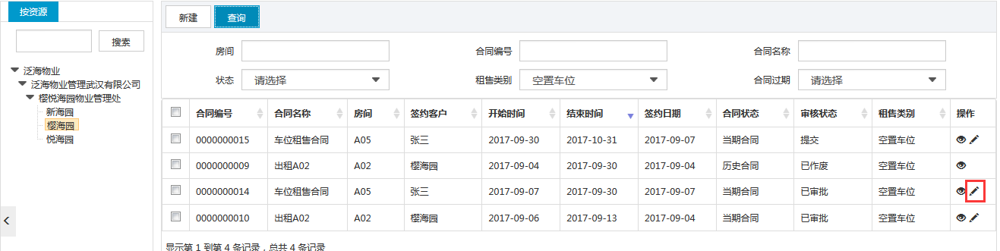 按资源
搜索
泛海物业
泛海物业管理武汉有限公司
樱悦海园物业管理处
新海园
樱海园
悦海园
新建 查询
房间 合同编号 合同名称
状态 请选择 租售类别 空置车位 合同过期 请选择
合同编号 合同名称 房间 签约客户 开始时间 结束时间 签约日期 合同状态 审核状态 租售类别 操作
0000000015 车位租售合同 A05 张三 2017-09-30 2017-10-31 2017-09-07 当期合同 提交 空置车位
0000000009 出租A02 A02 樱海园 2017-09-04 2017-09-30 2017-09-04 历史合同 已作废 空置车位
0000000014 车位租售合同 A05 张三 2017-09-07 2017-09-30 2017-09-07 当期合同 已审批 空置车位
0000000010 出租A02 A02 樱海园 2017-09-06 2017-09-13 2017-09-04 当期合同 已审批 空置车位
显示第 1 到第 4 条记录，总共 4 条记录